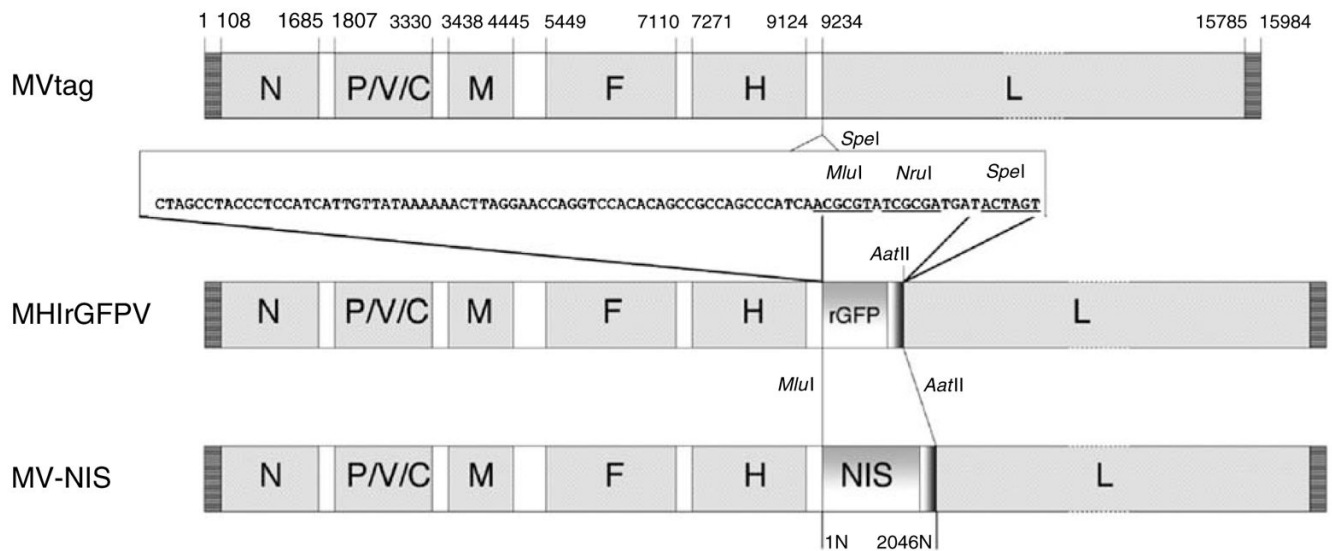 1 108 1685 1807 3330 3438 4445 5449 7110 7271 9124 9234 15785 15984
MVtag N P/V/C M F H L
SpeI
MluI NruI SpeI
CTAGCCTACCCTCCATCATTGTTATAAAAAACTTAGGAACCAGGTCCACACAGCCGCCAGCCCATCAACGCGTATCGCGATGATACTAGT
AatII
MHIrGFPV N P/V/C M F H rGFP L
MluI AatII
MV-NIS N P/V/C M F H NIS L
1N 2046N